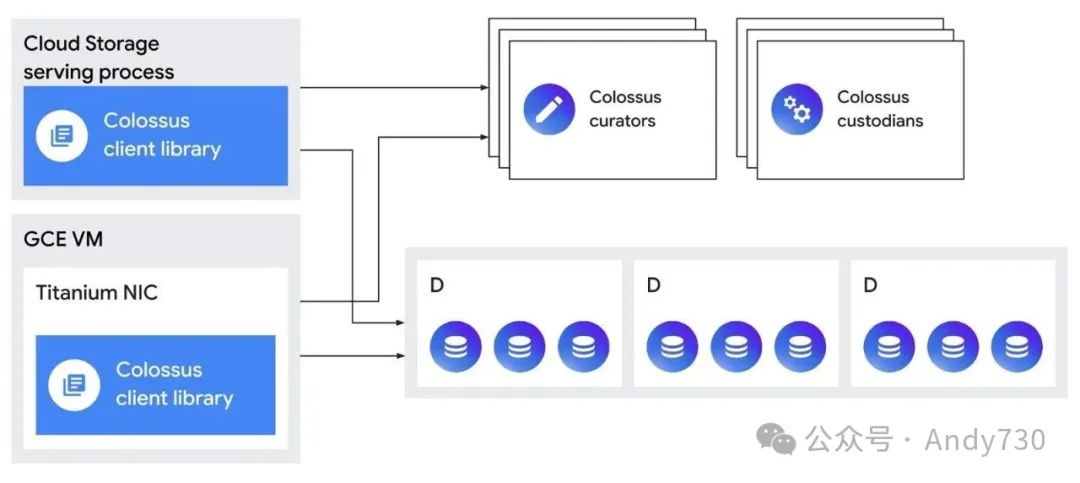 Cloud Storage
serving process
Colossus
client library
GCE VM
Titanium NIC
Colossus
client library
Colossus
curators
Colossus
custodians
D
D
D
公众号 · Andy730